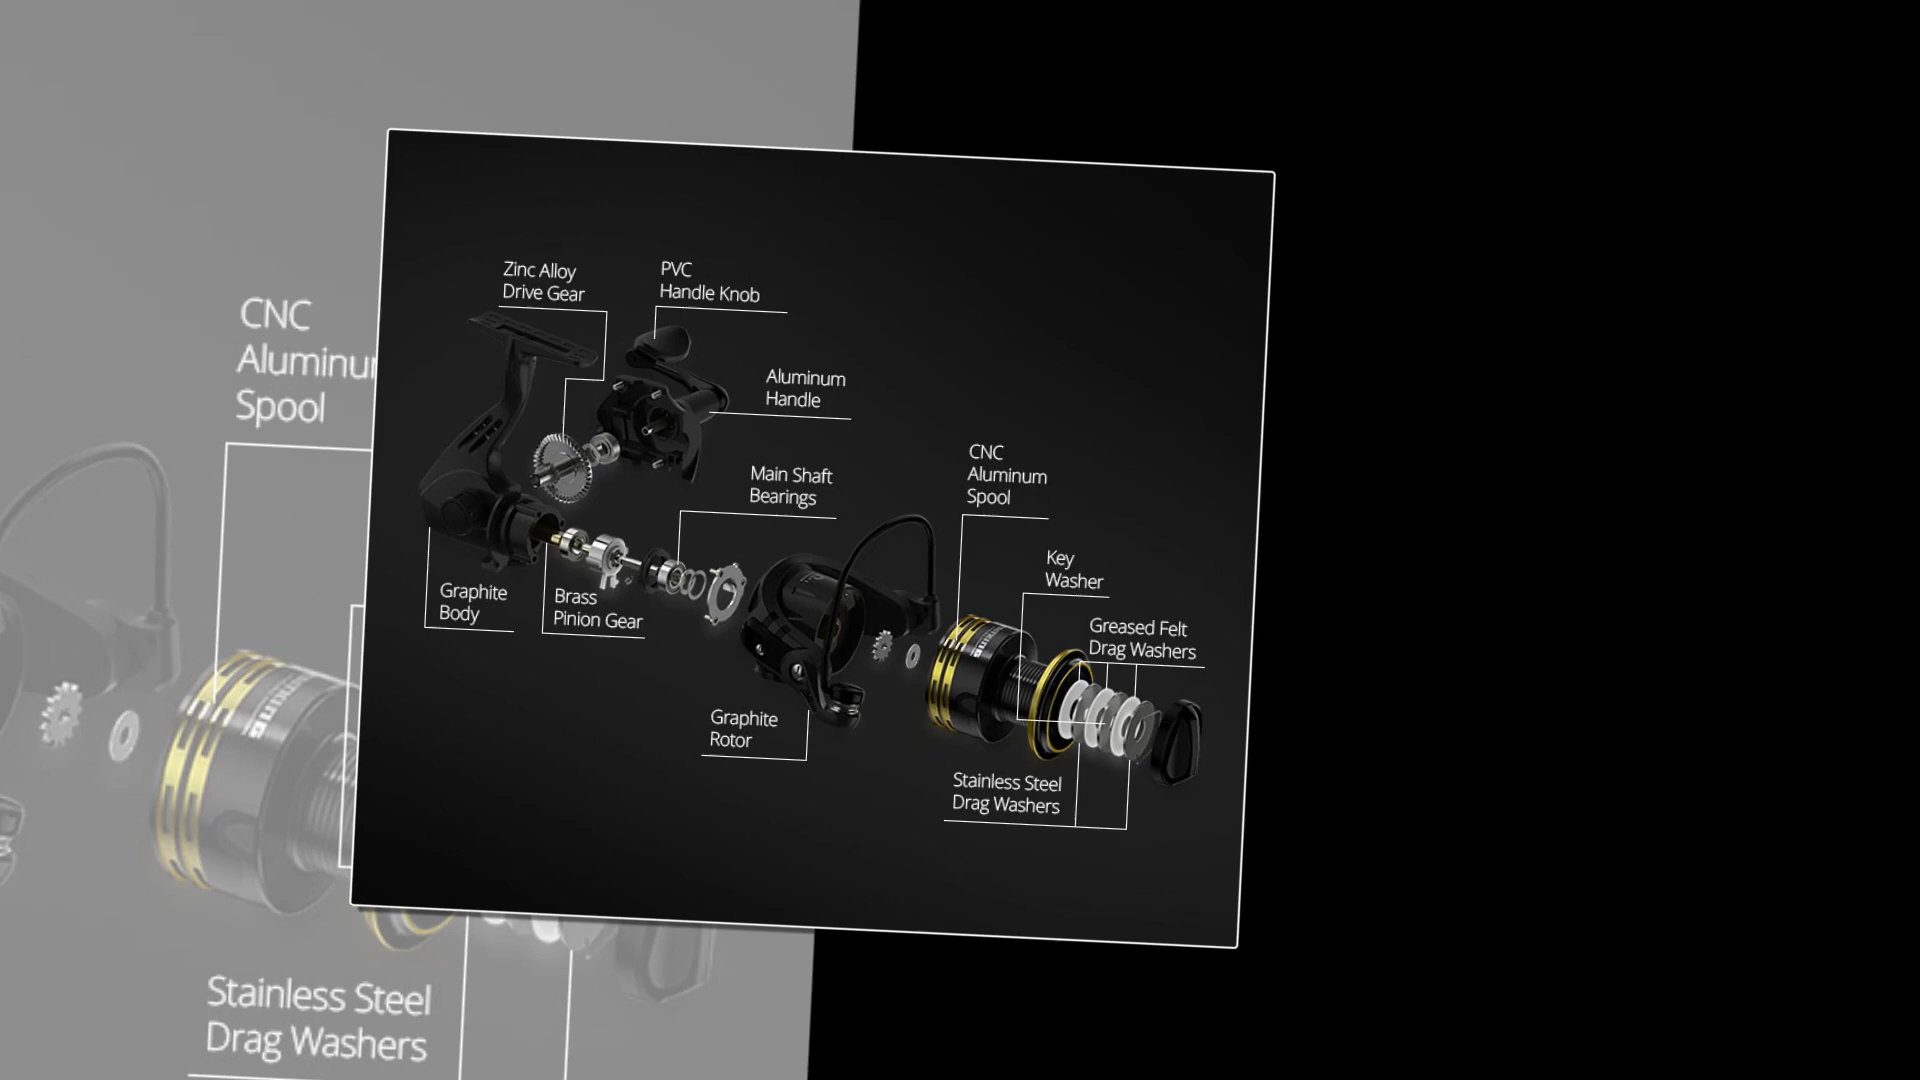 CNC
Aluminu
Spool
Stainless Steel
Drag Washers
Zinc Alloy
Drive Gear
PVC
Handle Knob
Aluminum
Handle
Main Shaft
Bearings
CNC
Aluminum
Spool
Key
Washer
Greased Felt
Drag Washers
Graphite
Body
Brass
Pinion Gear
Graphite
Rotor
Stainless Steel
Drag Washers